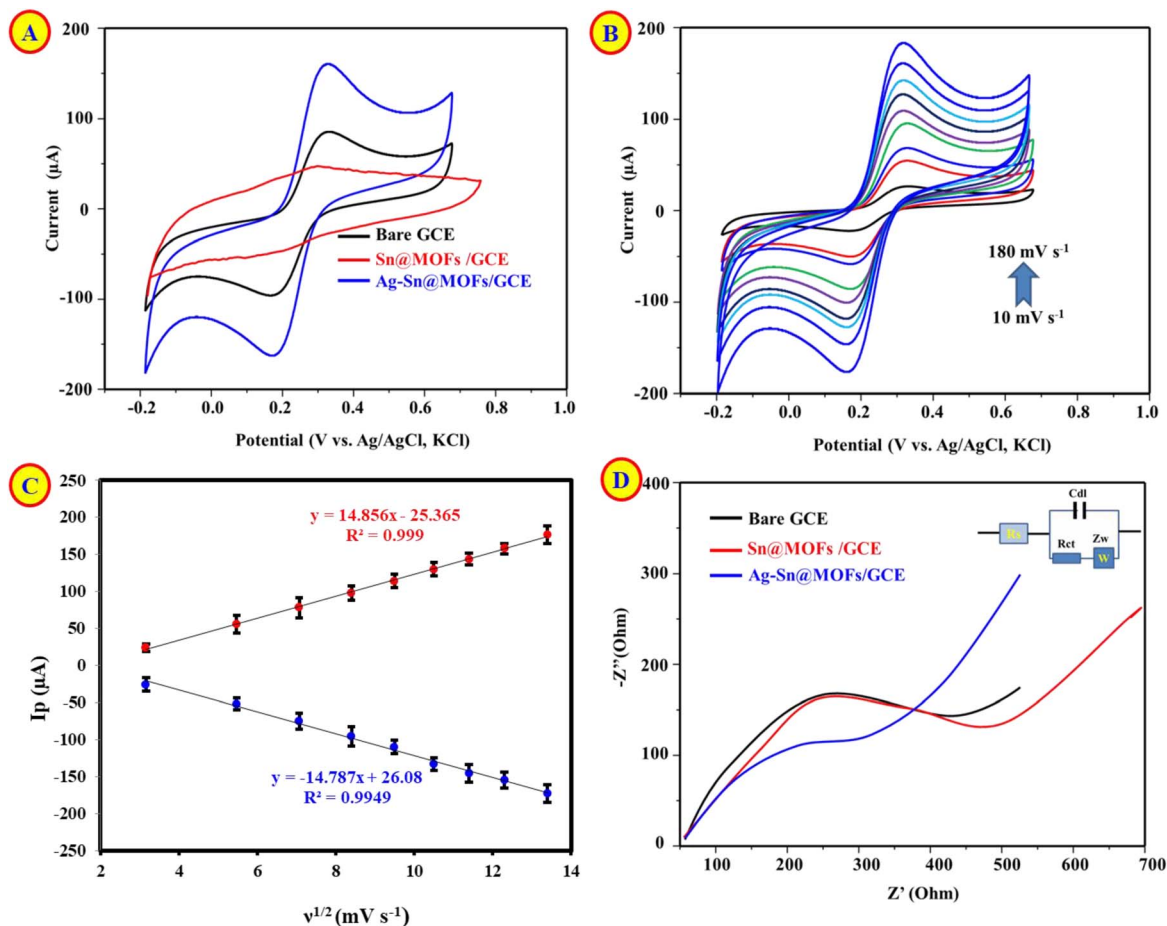 A
200
100
0
-100
-200
Current (µA)
-0.2 0.0 0.2 0.4 0.6 0.8 1.0
Potential (V vs. Ag/AgCl, KCl)
Bare GCE
Sn@MOFs /GCE
Ag-Sn@MOFs/GCE
B
200
100
0
-100
-200
Current (µA)
-0.2 0.0 0.2 0.4 0.6 0.8 1.0
Potential (V vs. Ag/AgCl, KCl)
180 mV s-1
10 mV s-1
C
250
200
150
100
50
0
-50
-100
-150
-200
-250
Ip (µA)
y = 14.856x - 25.365
R² = 0.999
y = -14.787x + 26.08
R² = 0.9949
2 4 6 8 10 12 14
ν1/2 (mV s-1)
D
400
300
200
100
0
-Z”(Ohm)
Bare GCE
Sn@MOFs /GCE
Ag-Sn@MOFs/GCE
Cdl
Rs
Rct Zw
W
100 200 300 400 500 600 700
Z’ (Ohm)